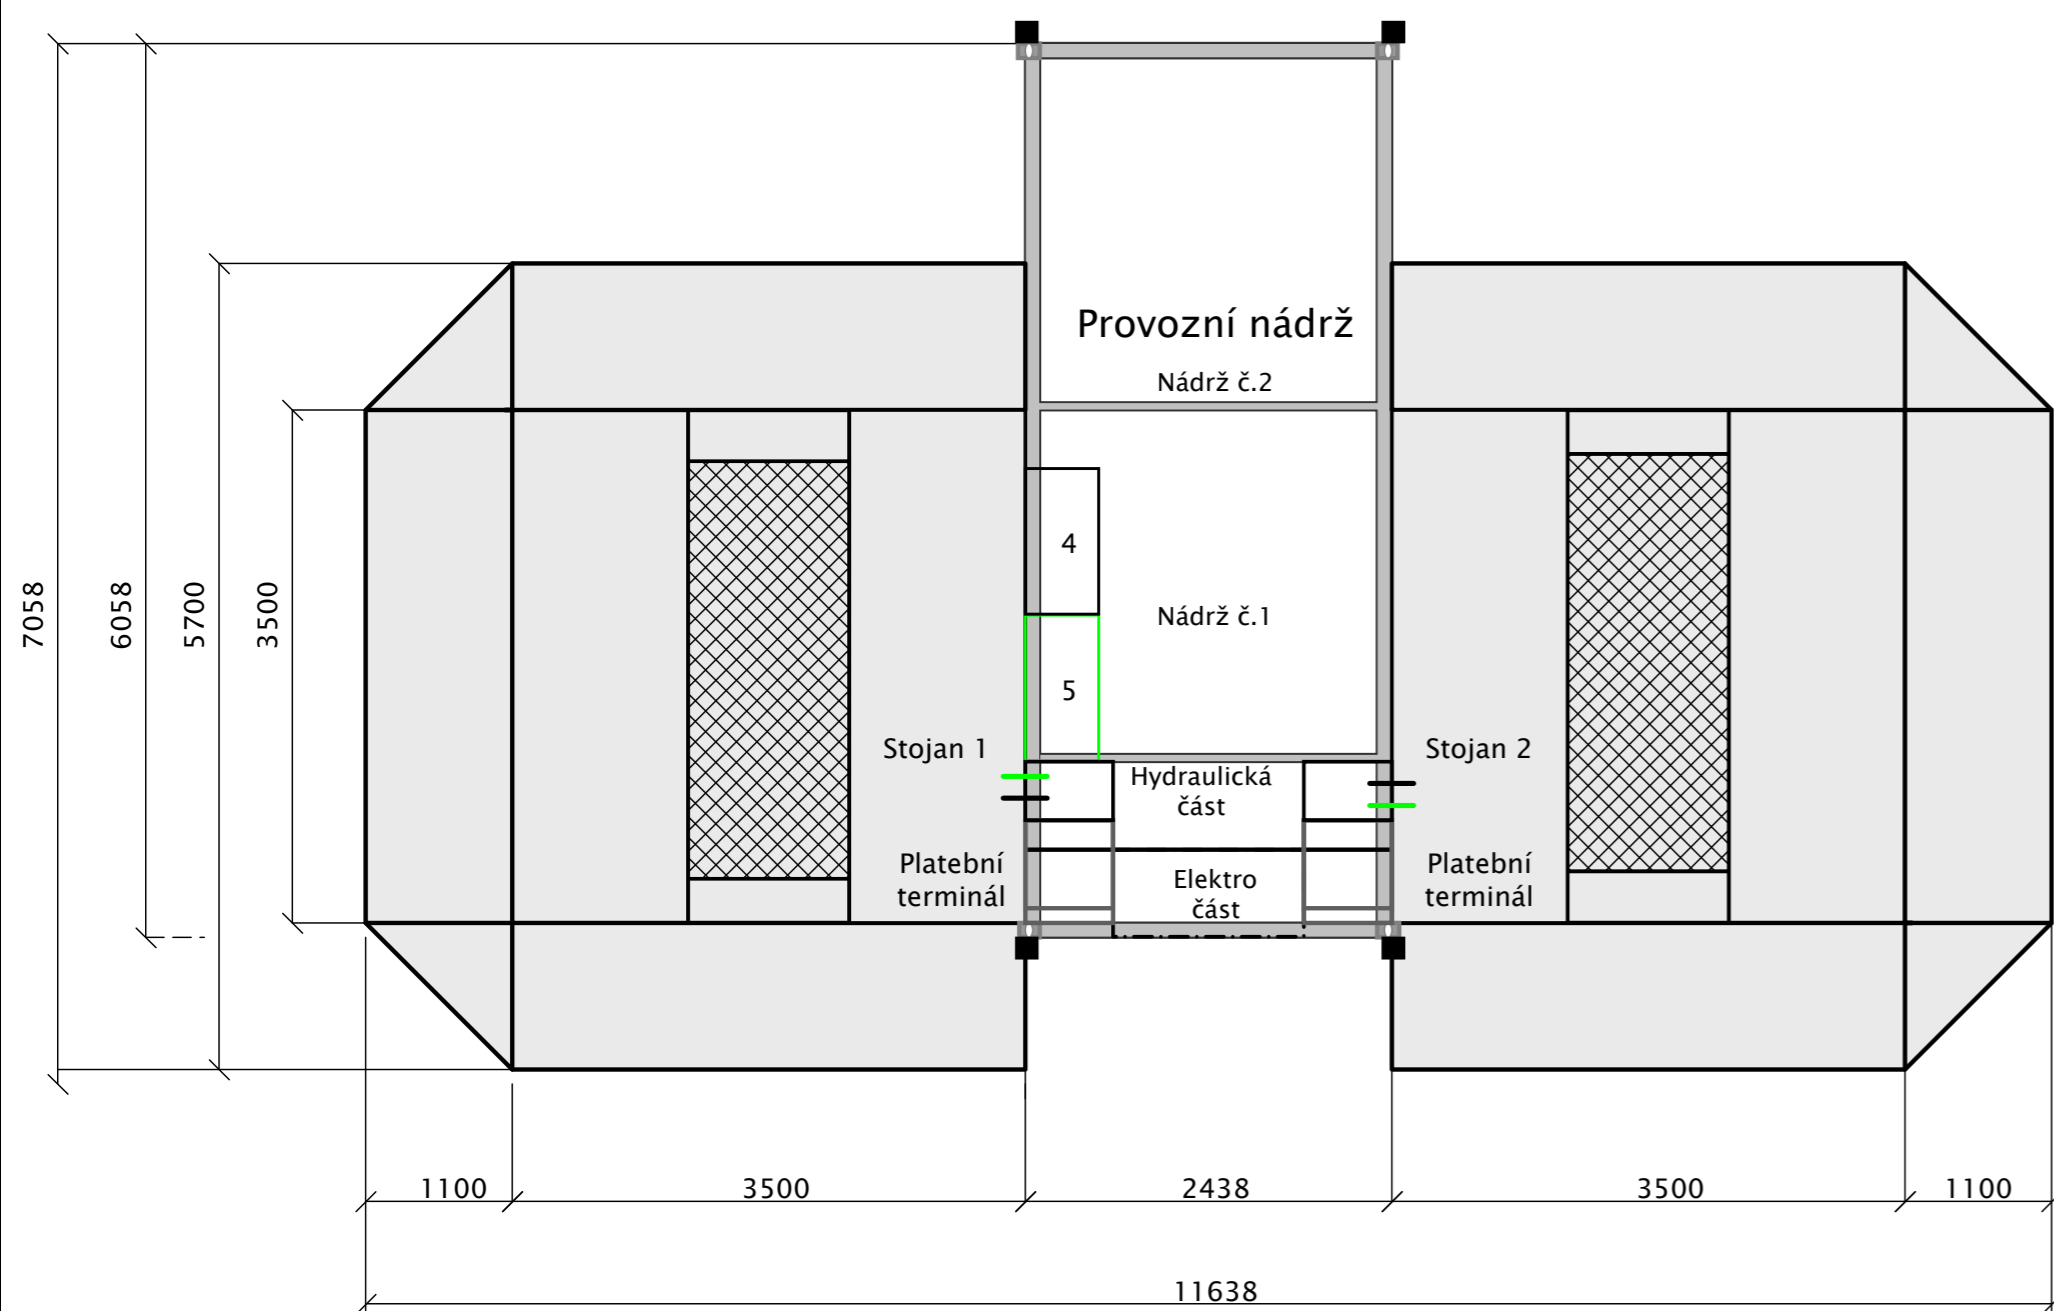 Provozní nádrž
Nádrž č.2
4
Nádrž č.1
5
7058
6058
5700
3500
Stojan 1
Hydraulická
část
Stojan 2
Platební
terminál
Elektro
část
Platební
terminál
1100
3500
2438
3500
1100
11638